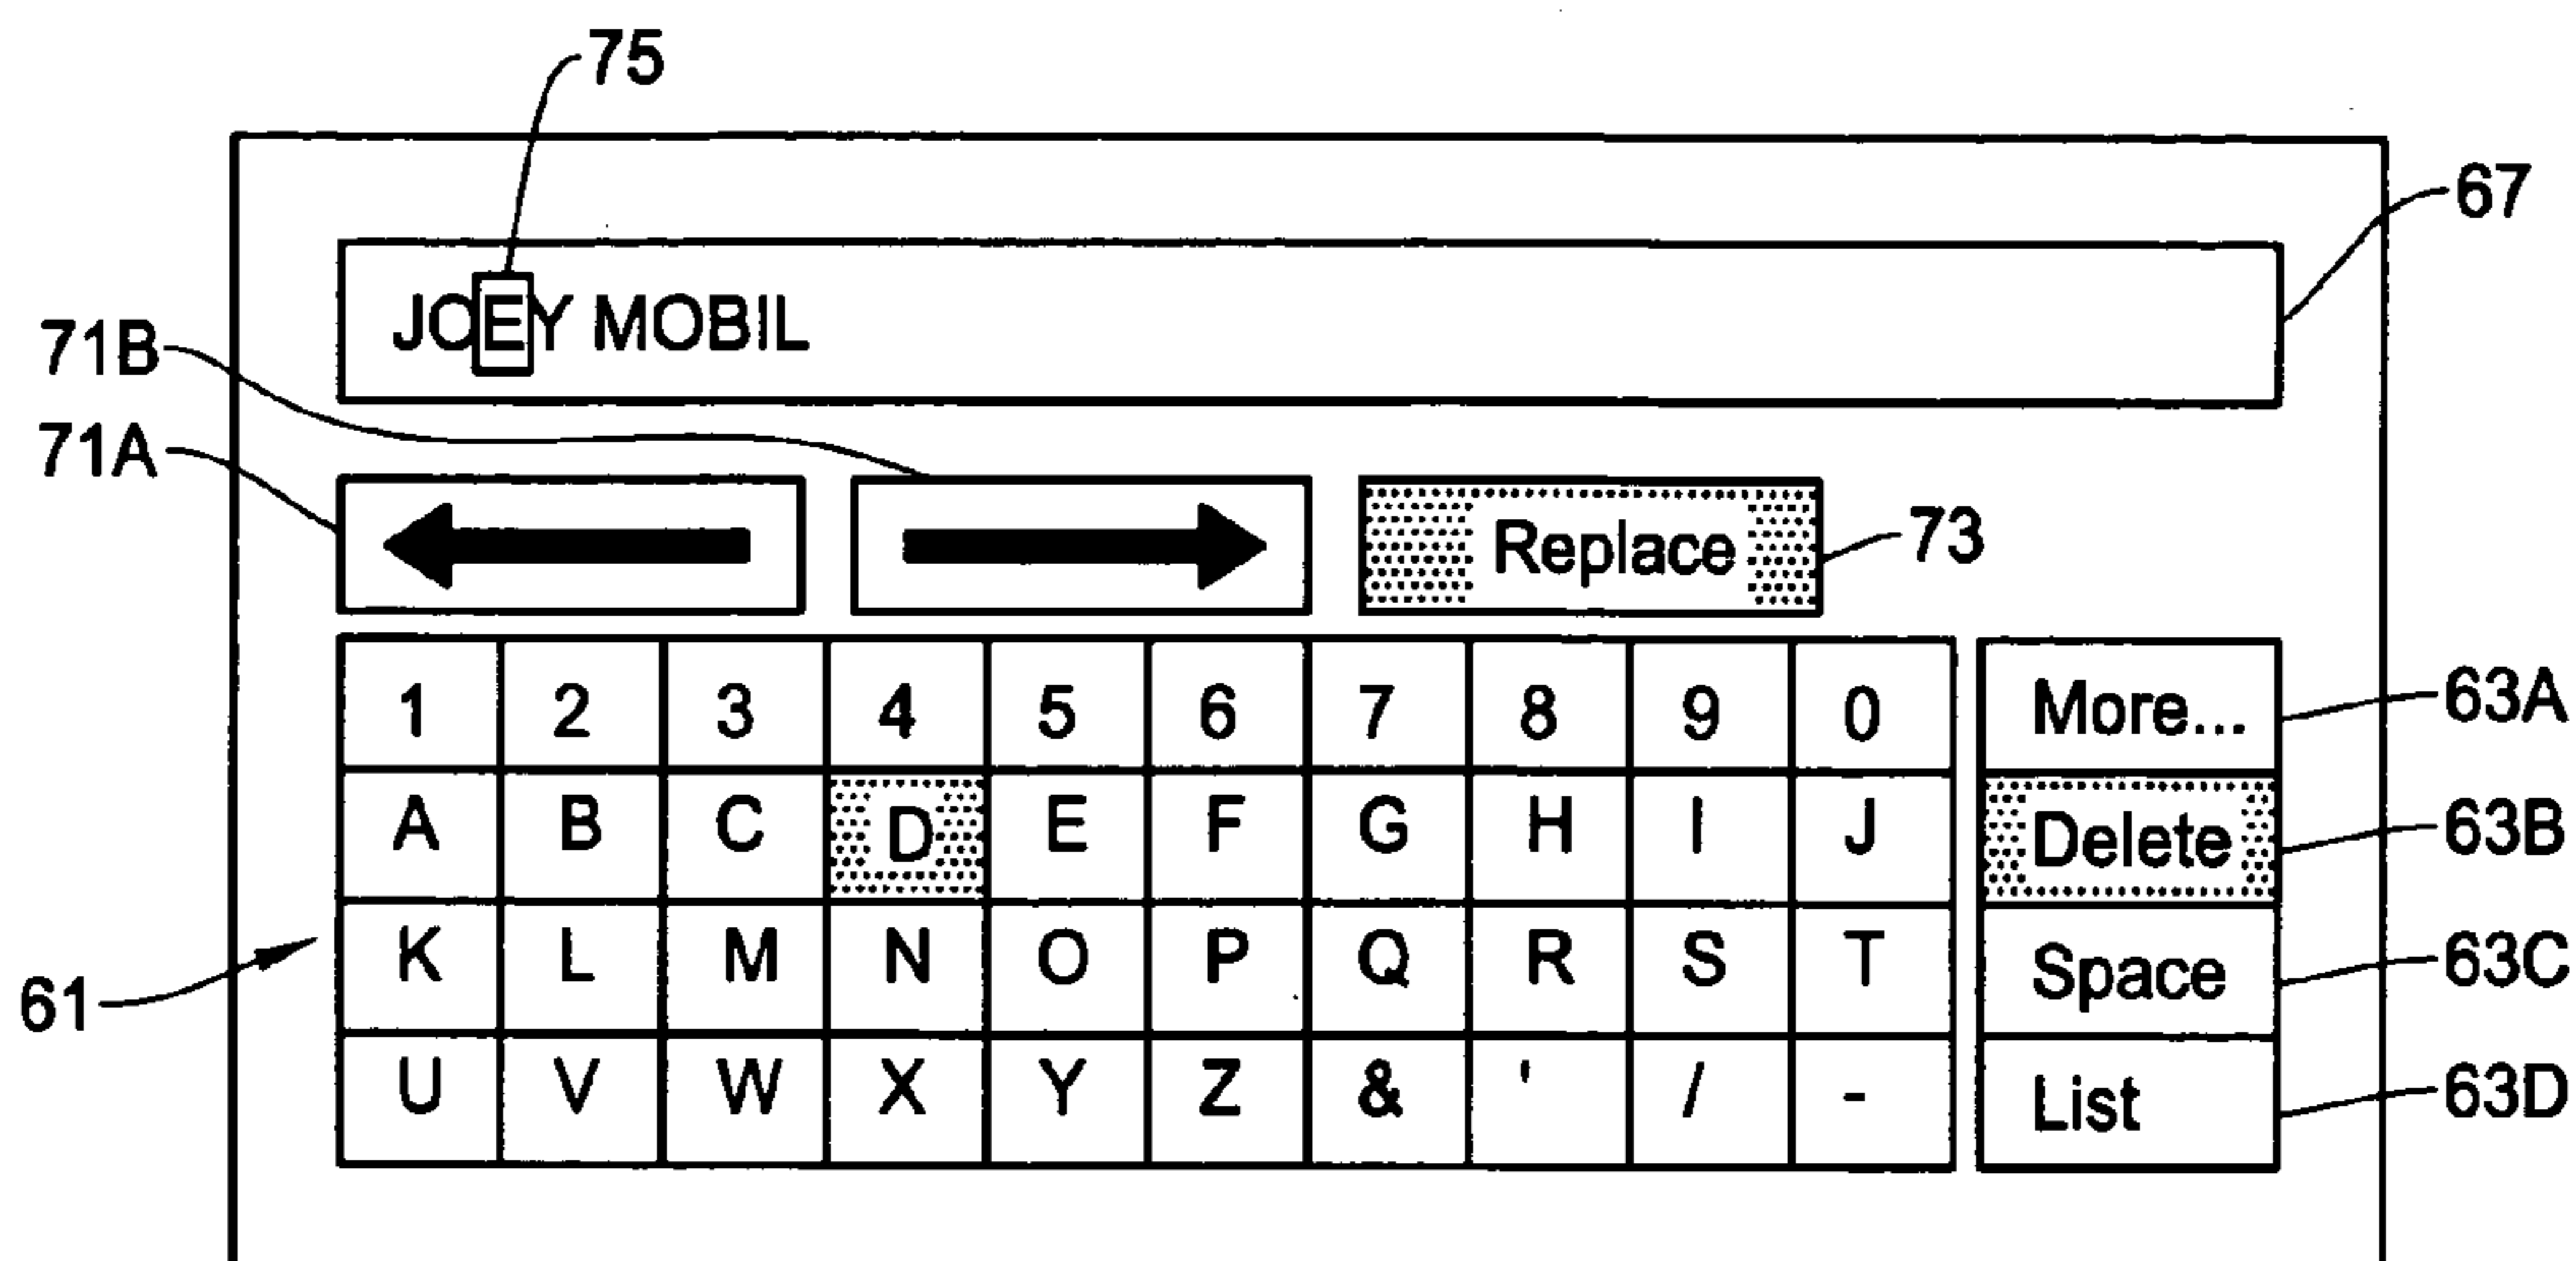 75
67
JOEY MOBIL
71B
71A
Replace
73
1 2 3 4 5 6 7 8 9 0 More... 63A
A B C D E F G H I J Delete 63B
K L M N O P Q R S T Space 63C
61
U V W X Y Z & ' / - List 63D